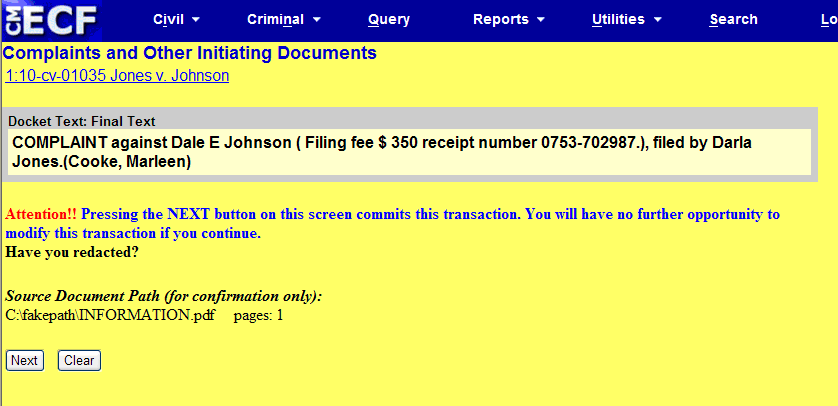 CM ECF Civil Criminal Query Reports Utilities Search Lo
Complaints and Other Initiating Documents
1:10-cv-01035 Jones v. Johnson
Docket Text: Final Text
COMPLAINT against Dale E Johnson ( Filing fee $ 350 receipt number 0753-702987.), filed by Darla
Jones.(Cooke, Marleen)
Attention!! Pressing the NEXT button on this screen commits this transaction. You will have no further opportunity to
modify this transaction if you continue.
Have you redacted?
Source Document Path (for confirmation only):
C:\fakepath\INFORMATION.pdf pages: 1
Next Clear